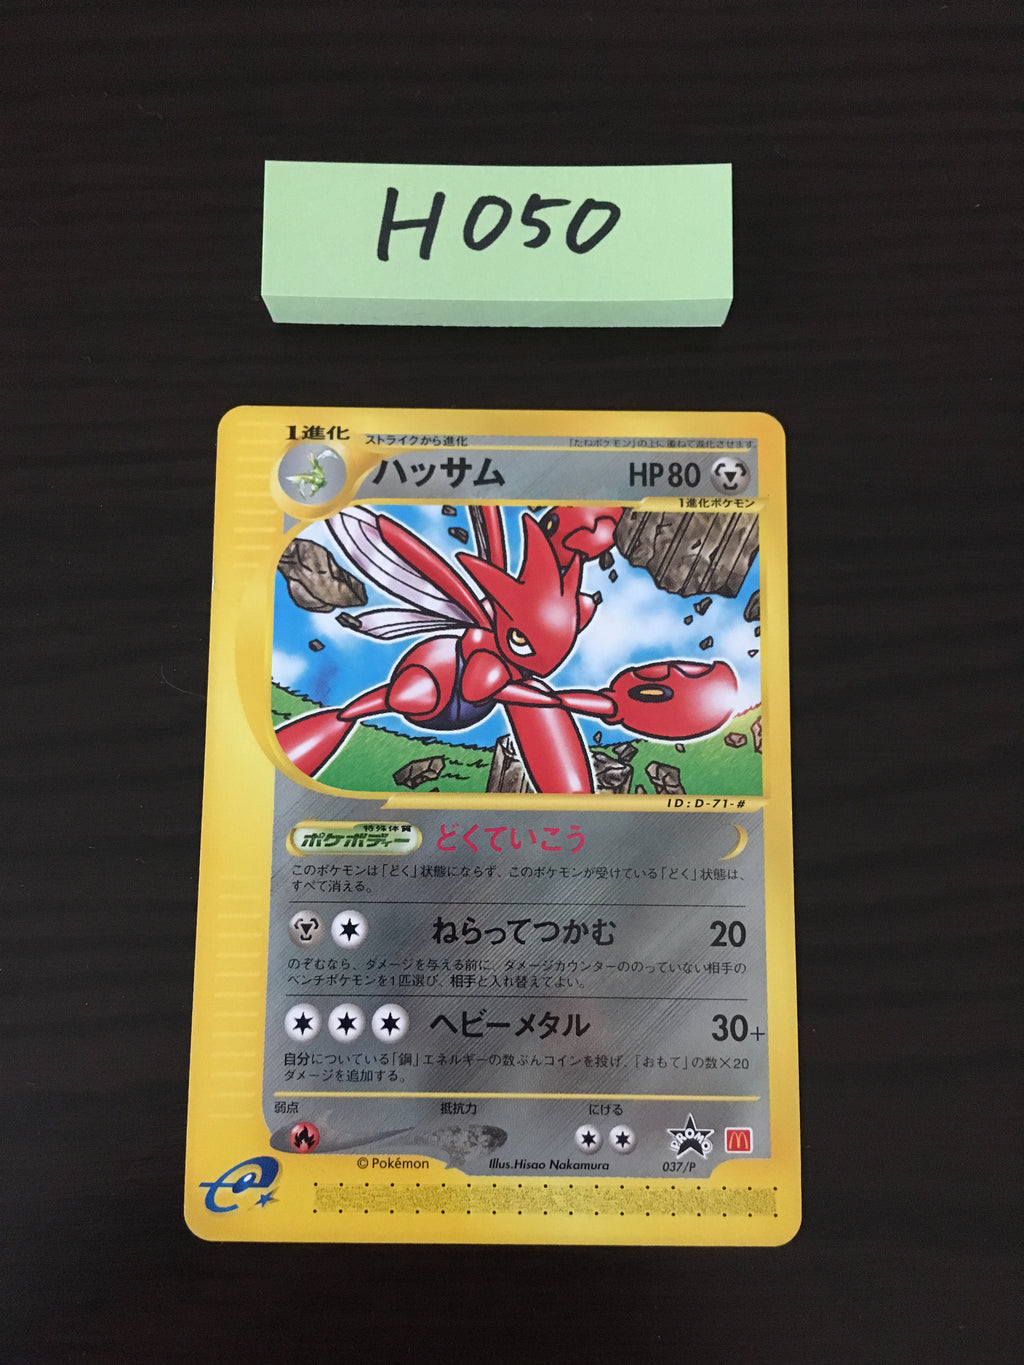 H050
1進化
ストライクから進化
「たねポケモン」の上に重ねて進化させます
ハッサム
HP80
1進化ポケモン
ID:D-71-#
特殊体質
ポケボディー
どくていこう
このポケモンは「どく」状態にならず、このポケモンが受けている「どく」状態は、
すべて消える。
ねらってつかむ 20
のぞむなら、ダメージを与える前に、ダメージカウンターののっていない相手の
ベンチポケモンを1匹選び、相手と入れ替えてよい。
ヘビーメタル 30+
自分についている「鋼」エネルギーの数ぶんコインを投げ、「おもて」の数×20
ダメージを追加する。
弱点 抵抗力 にげる
PROMO
© Pokémon
Illus.Hisao Nakamura
037/P
e